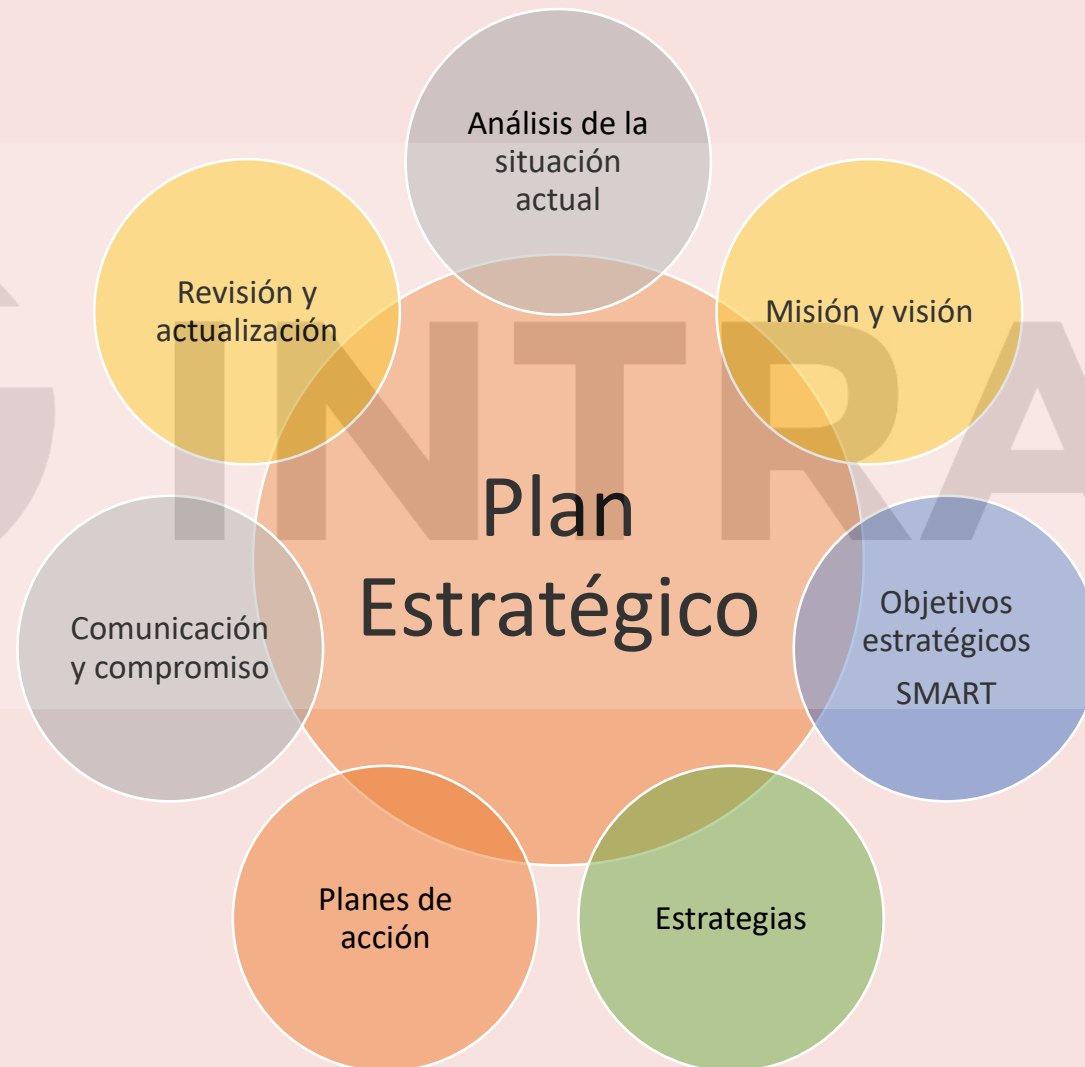 Análisis de la
situación
actual
Misión y visión
Objetivos
estratégicos
SMART
Estrategias
Planes de
acción
Comunicación
y compromiso
Revisión y
actualización
Plan
Estratégico
G INTRA